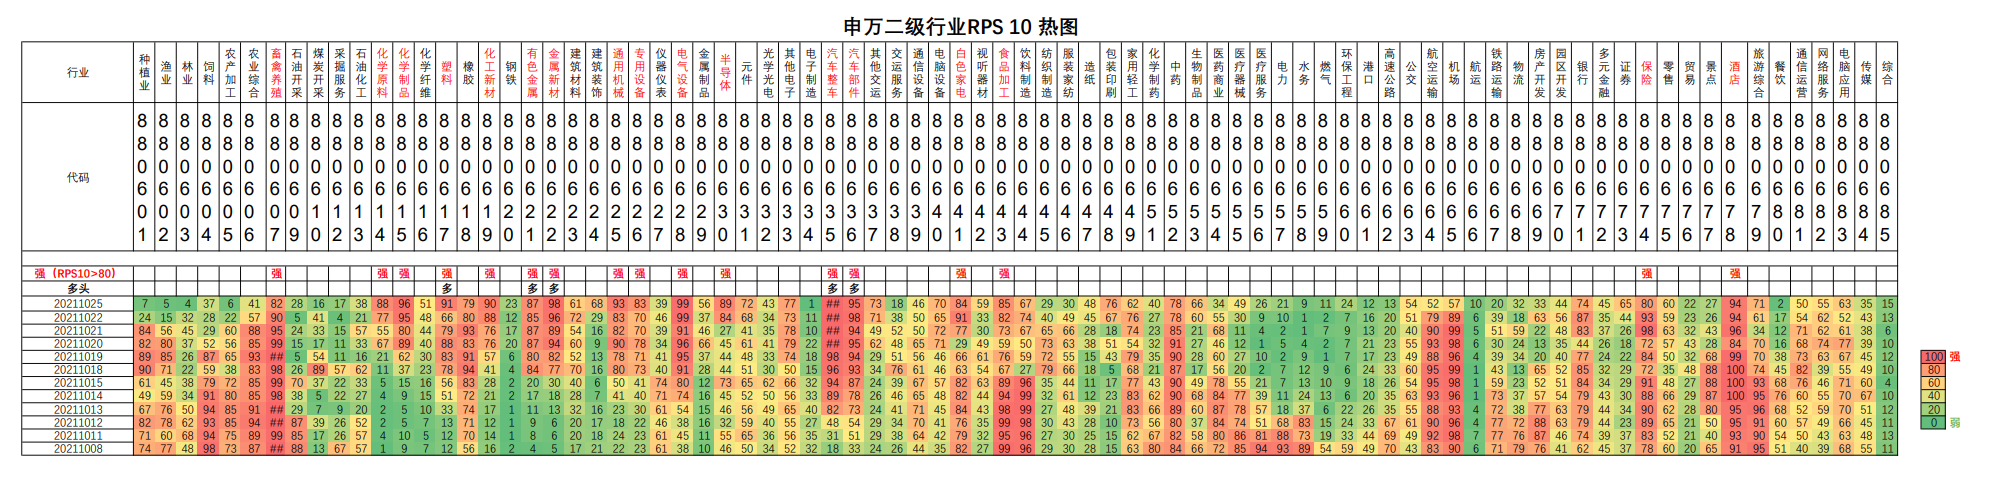 申万二级行业RPS 10 热图
行业 种植业 渔业 林业 饲料 农产加工 农业综合 畜禽养殖 石油开采 煤炭开采 采掘服务 石油化工 化学原料 化学制品 化学纤维 塑料 橡胶 化工新材 钢铁 有色金属 金属新材 建筑材料 建筑装饰 通用机械 专用设备 仪器仪表 电气设备 金属制品 半导体 元件 光学光电 其他电子 电子制造 汽车整车 汽车部件 其他交运 交运服务 通信设备 电脑设备 白色家电 视听器材 食品加工 饮料制造 纺织制造 服装家纺 造纸 包装印刷 家用轻工 化学制药 中药 生物制品 医药商业 医疗器械 医疗服务 电力 水务 燃气 环保工程 港口 高速公路 公交 航空运输 机场 航运 铁路运输 物流 房产开发 园区开发 银行 多元金融 证券 保险 零售 贸易 景点 酒店 旅游综合 餐饮 通信运营 网络服务 电脑应用 传媒 综合
代码 880601 880602 880603 880604 880605 880606 880607 880609 880610 880612 880613 880614 880615 880616 880617 880618 880619 880620 880621 880622 880623 880624 880625 880626 880627 880628 880629 880630 880631 880632 880633 880634 880635 880636 880637 880638 880639 880640 880641 880642 880643 880644 880645 880646 880647 880648 880649 880651 880652 880653 880654 880655 880656 880657 880658 880659 880660 880661 880662 880663 880664 880665 880666 880667 880668 880669 880670 880671 880672 880673 880674 880675 880676 880677 880678 880679 880680 880681 880682 880683 880684 880685
强（RPS10>80） 强 强 强 强 强 强 强 强 强 强 强 强 强 强 强 强 强
多头 多 多 多 多 多
20211025 7 5 4 37 6 41 82 28 16 17 38 88 96 51 91 79 90 23 87 98 61 68 93 83 39 99 56 89 72 43 77 1 ## 95 73 18 46 70 84 59 85 67 29 30 48 76 62 40 78 66 34 49 26 21 9 11 24 12 13 54 52 57 10 20 32 33 44 74 45 65 80 60 22 27 94 71 2 50 55 63 35 15
20211022 24 15 32 28 22 57 90 5 41 4 21 77 95 48 66 80 88 12 85 96 72 29 83 70 46 99 37 84 68 34 73 11 ## 98 71 38 50 65 91 33 82 74 40 49 45 67 76 27 78 60 55 30 9 10 1 2 7 16 20 51 79 89 6 39 18 63 56 87 35 44 93 59 23 26 94 61 17 54 62 52 43 13
20211021 84 56 45 29 60 88 95 24 33 15 57 55 80 44 79 93 76 17 87 89 54 16 82 70 39 91 46 27 41 35 78 10 ## 94 49 52 50 72 77 30 73 67 65 66 28 18 74 23 85 21 68 11 4 2 1 7 9 13 20 40 90 99 5 51 59 22 48 83 37 26 98 63 32 43 96 34 12 71 62 61 38 6
20211020 82 80 37 52 56 85 99 15 17 11 33 67 89 40 88 83 76 18 87 94 60 9 90 78 34 96 66 45 61 41 79 22 ## 95 62 48 65 71 29 49 59 50 73 63 38 51 54 32 91 27 46 12 1 5 4 2 7 21 20 55 93 98 6 30 24 13 35 84 26 14 72 57 43 28 86 70 16 68 74 77 39 10
20211019 89 85 26 87 65 93 ## 5 54 11 16 21 62 30 83 91 57 6 80 82 52 13 78 71 41 95 37 44 48 33 74 18 98 94 29 51 56 46 66 61 76 59 72 55 15 43 79 35 90 28 60 27 10 2 9 1 7 17 23 49 88 96 4 39 34 20 40 77 24 22 84 50 32 68 99 70 38 73 63 67 45 12
20211018 90 71 22 59 38 83 98 26 89 57 62 11 37 23 78 94 41 4 84 77 70 16 80 73 40 91 28 44 51 30 50 15 96 93 34 76 61 46 63 54 67 27 79 66 18 5 68 21 87 17 56 20 2 7 12 9 6 24 33 60 95 99 1 43 13 65 52 85 32 29 72 35 48 88 100 74 45 82 39 55 49 10
20211015 61 45 38 79 72 85 99 70 37 22 33 5 15 16 56 83 28 2 20 30 40 6 50 41 74 80 12 73 65 62 66 32 94 87 24 39 67 57 82 63 89 96 35 44 11 17 77 43 90 49 78 55 21 7 13 10 9 18 26 54 95 98 1 59 23 52 51 84 34 29 91 48 27 88 100 93 68 76 46 71 60 4
20211014 49 59 34 91 80 85 98 38 5 22 27 4 9 15 51 72 21 2 17 18 28 7 41 40 71 74 16 45 52 50 56 33 89 78 26 46 65 48 82 44 94 99 32 61 12 23 83 62 90 68 84 77 39 11 24 13 6 20 35 63 93 96 1 73 37 57 54 79 43 30 88 66 29 87 100 95 76 60 55 70 67 10
20211013 67 76 50 94 85 91 ## 29 7 9 20 2 5 10 33 74 17 1 11 13 32 16 23 30 61 54 15 46 56 49 65 40 82 73 24 41 71 45 84 43 98 99 27 48 39 21 83 66 89 60 87 78 57 18 37 6 22 26 35 55 88 93 4 72 38 77 63 79 44 34 90 62 28 80 95 96 68 52 59 70 51 12
20211012 82 78 62 93 85 94 ## 87 39 26 52 2 5 7 13 71 12 1 8 6 20 17 18 22 46 38 16 32 59 40 55 27 48 54 29 34 70 41 76 35 99 98 30 43 28 10 73 56 80 61 84 74 51 68 83 15 24 33 67 61 90 96 4 77 72 88 63 79 44 23 89 65 21 50 95 91 60 57 49 66 45 11
20211011 71 60 68 94 75 89 99 85 17 26 57 4 10 5 12 70 14 1 9 6 20 18 24 23 61 45 11 55 65 36 56 35 31 51 29 38 64 42 79 32 95 98 27 30 25 15 62 67 82 58 80 86 81 88 73 19 33 44 69 49 92 98 7 77 76 87 46 74 39 37 83 52 21 40 93 90 54 50 43 63 48 13
20211008 74 77 48 98 73 87 ## 88 13 67 57 1 9 7 12 56 16 2 4 5 17 21 22 23 61 38 10 46 50 34 52 32 18 33 24 26 44 35 82 27 99 96 29 30 28 15 63 80 84 66 72 85 94 93 89 54 59 49 70 43 83 90 6 71 79 76 41 62 45 37 78 60 20 65 91 95 51 40 39 68 55 11
100 强
80
60
40
20
0 弱